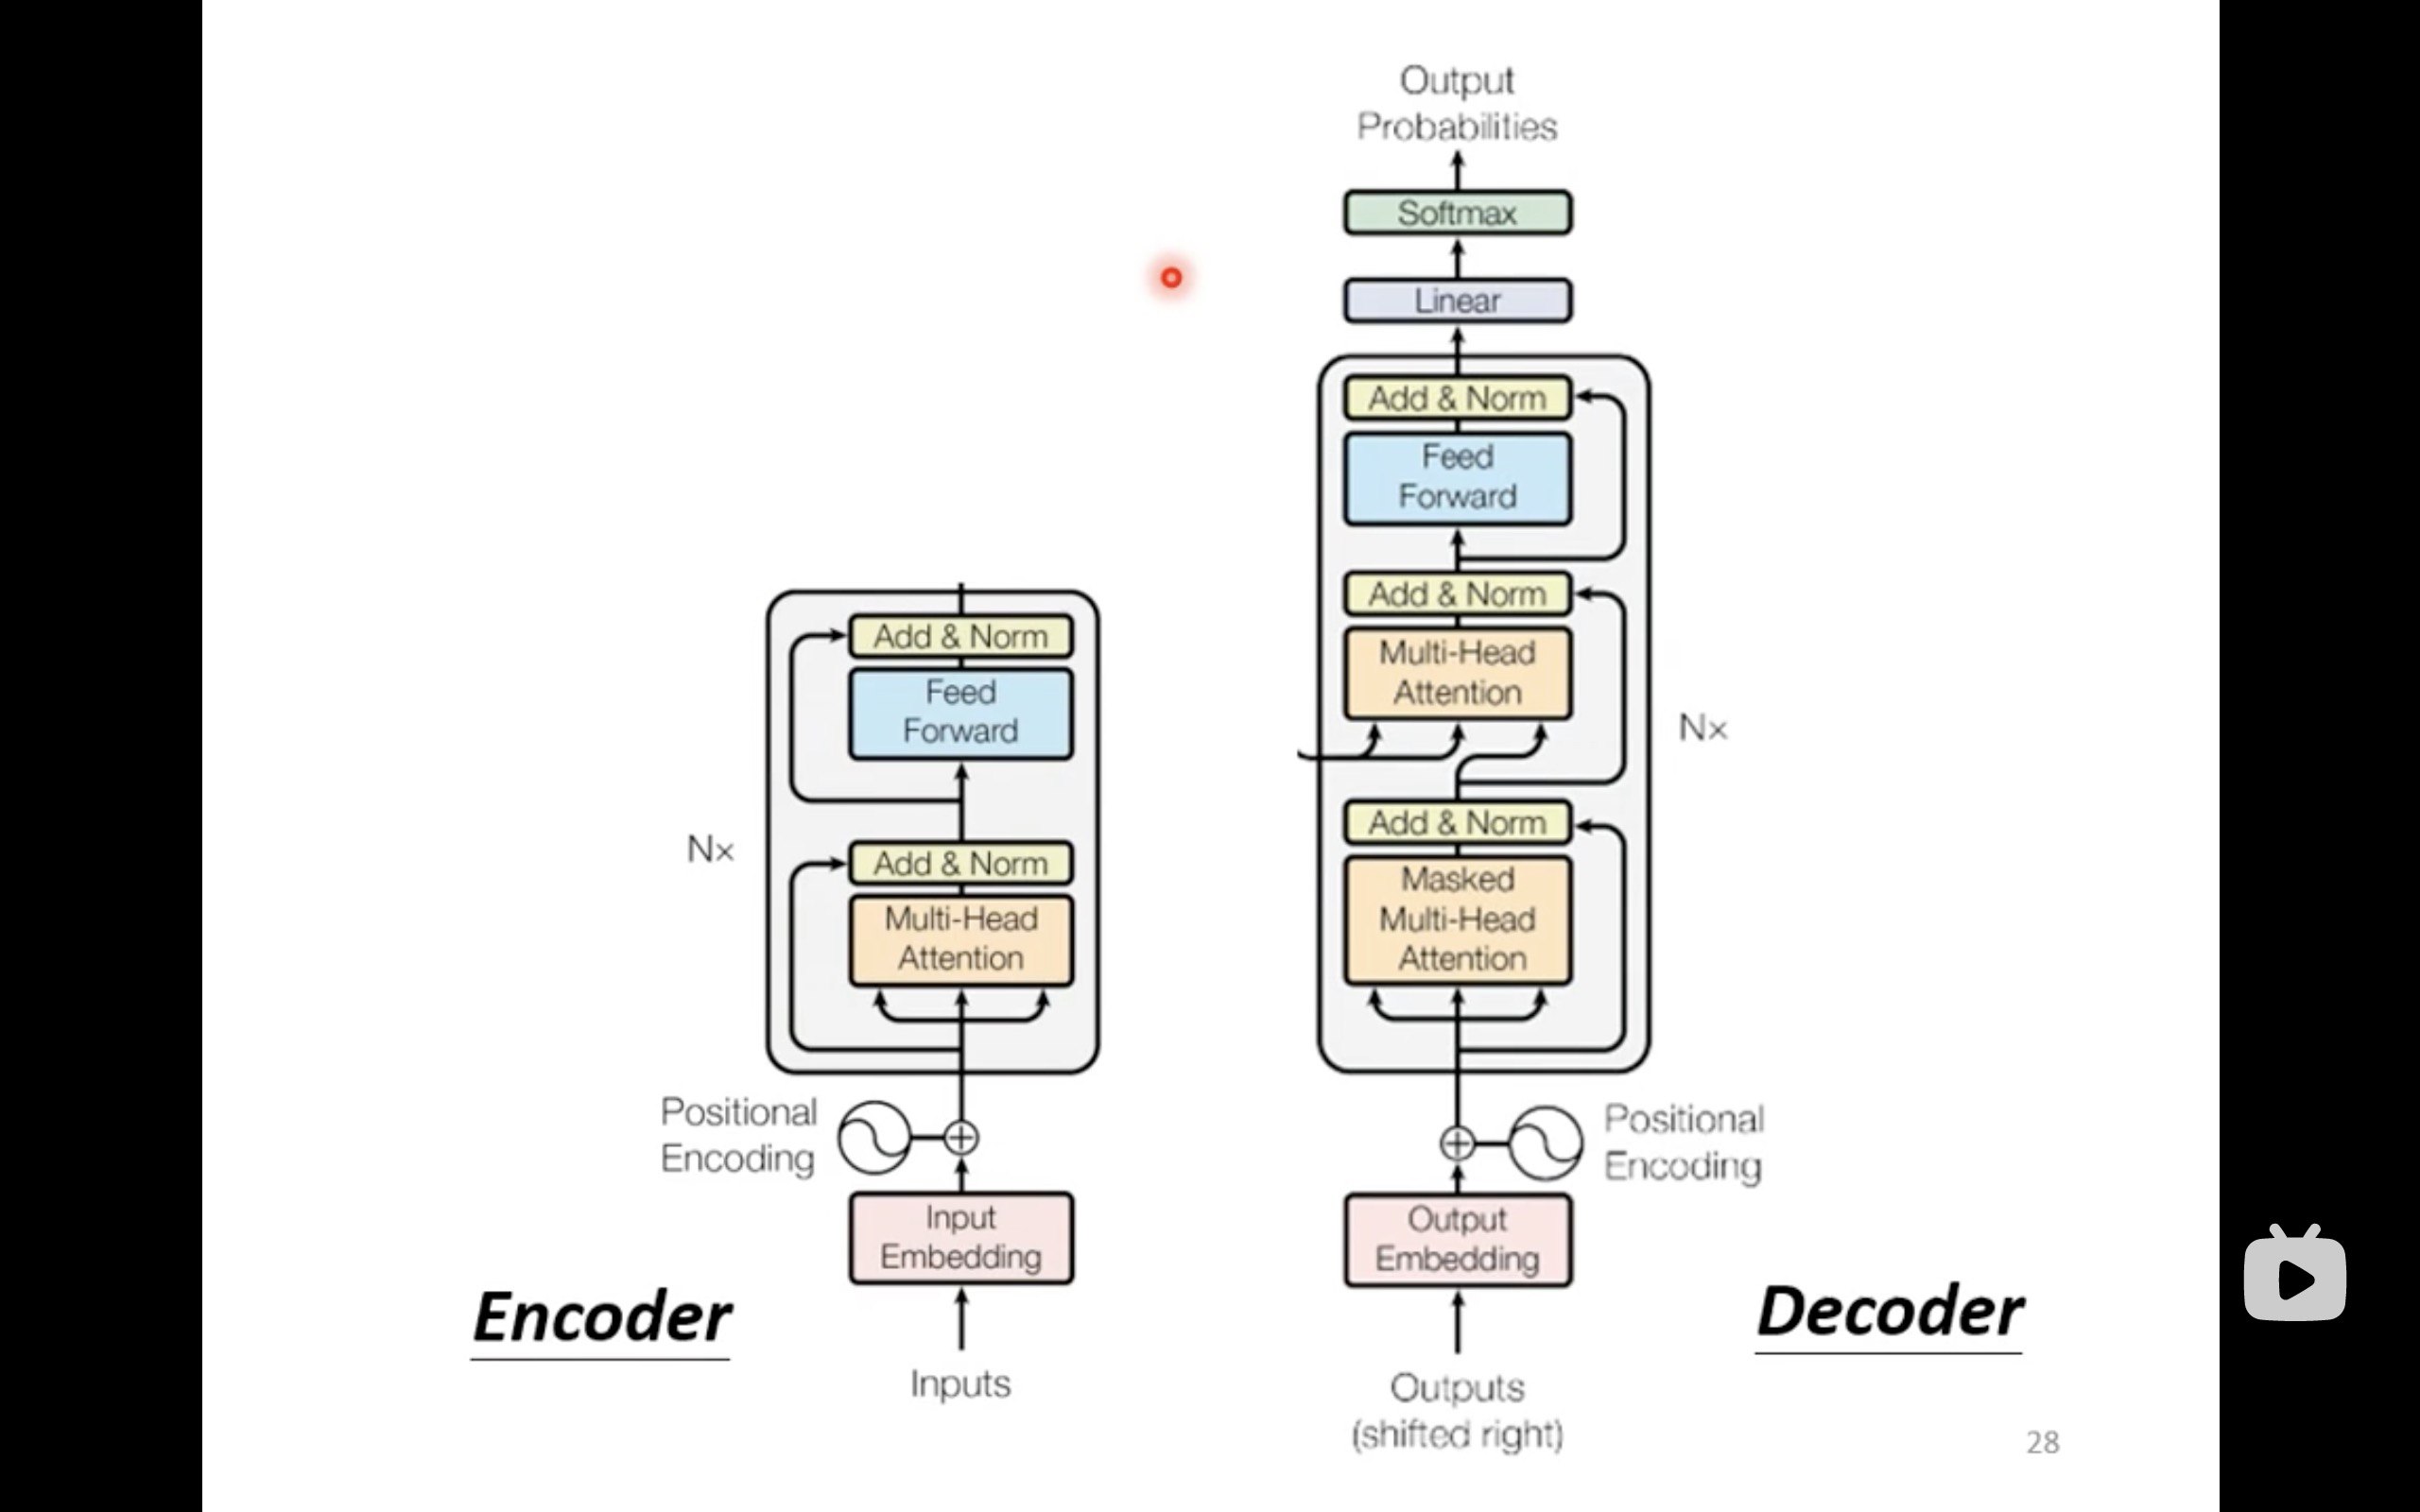 Output
Probabilities
Softmax
Linear
Add & Norm
Feed
Forward
Add & Norm
Multi-Head
Attention
Nx
Add & Norm
Masked
Multi-Head
Attention
Positional
Encoding
Output
Embedding
Outputs
(shifted right)
Decoder
Add & Norm
Feed
Forward
Nx
Add & Norm
Multi-Head
Attention
Positional
Encoding
Input
Embedding
Inputs
Encoder
28